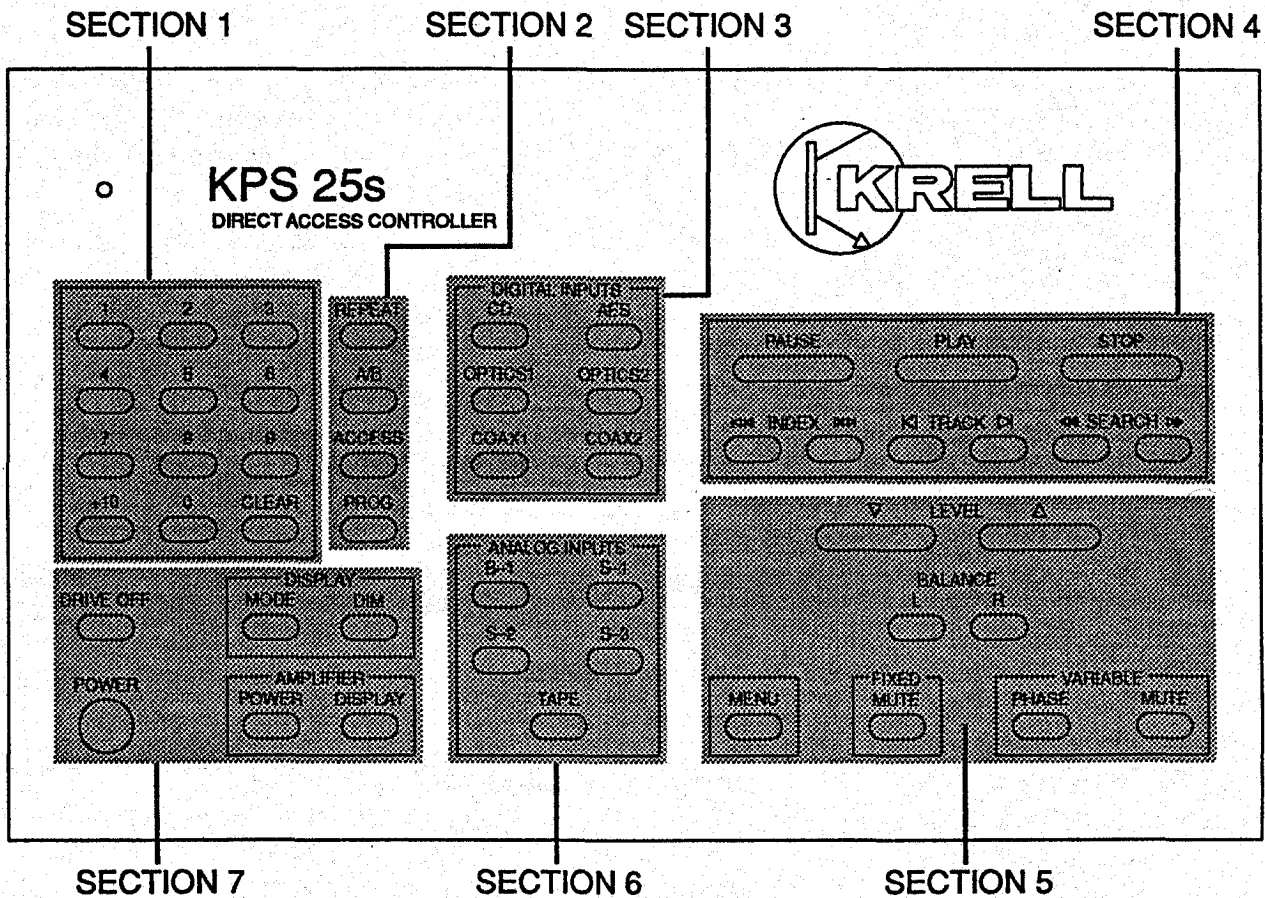 SECTION 1 SECTION 2 SECTION 3 SECTION 4
KPS 25s
DIRECT ACCESS CONTROLLER
KRELL
1 2 3
4 5 6
7 8 9
+10 0 CLEAR
REPEAT
A/B
ACCESS
PROG
DIGITAL INPUTS
CD AES
OPTICS1 OPTICS2
COAX1 COAX2
PAUSE PLAY STOP
INDEX TRACK SEARCH
LEVEL
BALANCE
L R
MENU
FIXED
MUTE
VARIABLE
PHASE MUTE
ANALOG INPUTS
B-1 S-1
S-2 S-3
TAPE
DRIVE OFF
DISPLAY
MODE DIM
POWER
AMPLIFIER
POWER DISPLAY
SECTION 7 SECTION 6 SECTION 5